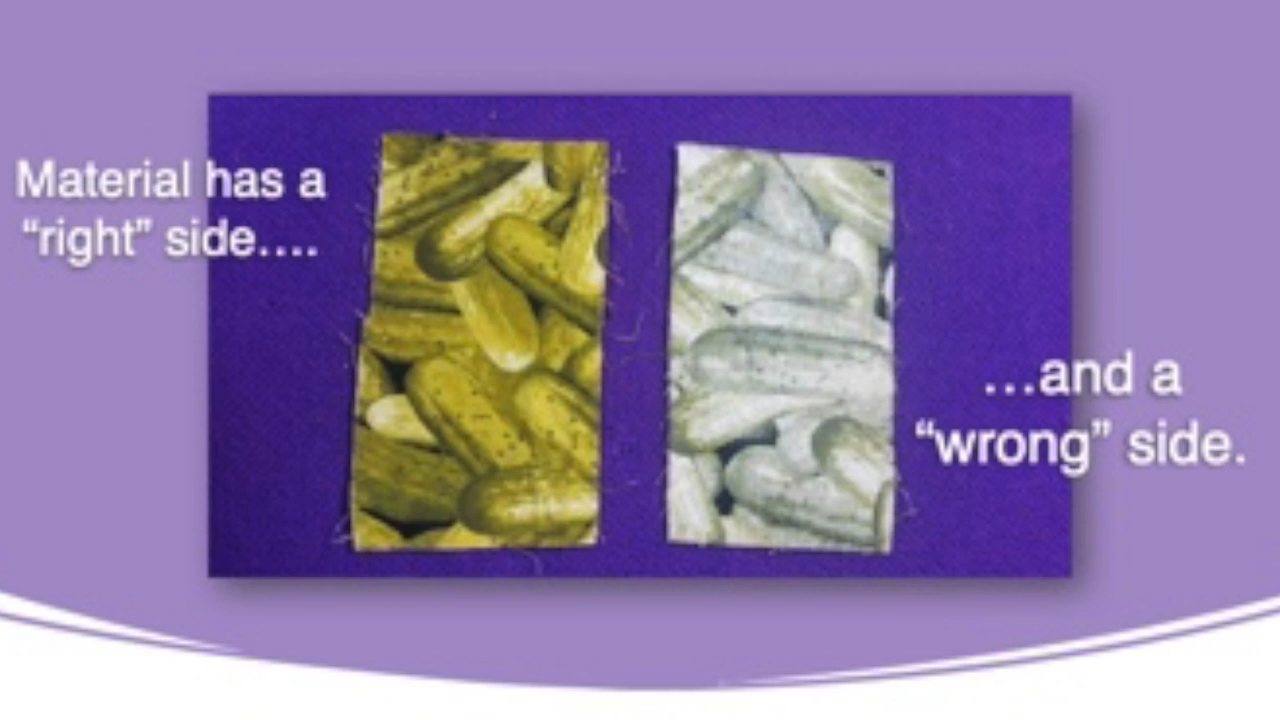 Material has a
“right” side....
...and a
“wrong” side.